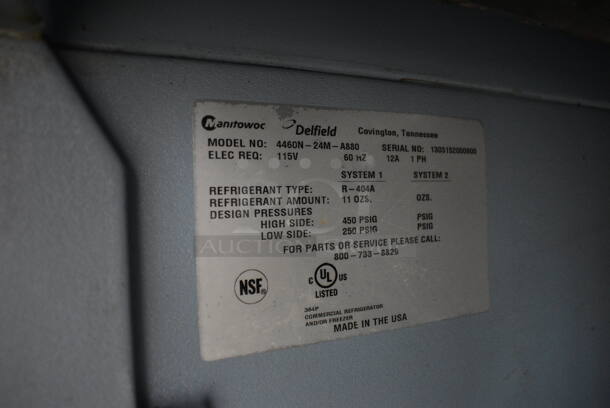 Manitowoc Delfield Covington, Tennessee
MODEL NO: 4460N-24M-A880 SERIAL NO: 1303152000800
ELEC REQ: 115V 60 HZ 12A 1 PH
SYSTEM 1 SYSTEM 2
REFRIGERANT TYPE: R-404A
REFRIGERANT AMOUNT: 11 OZS. OZS.
DESIGN PRESSURES
HIGH SIDE: 450 PSIG PSIG
LOW SIDE: 250 PSIG PSIG
FOR PARTS OR SERVICE PLEASE CALL:
800-733-8829
NSF
C UL US
LISTED
384P
COMMERCIAL REFRIGERATOR
AND/OR FREEZER
MADE IN THE USA